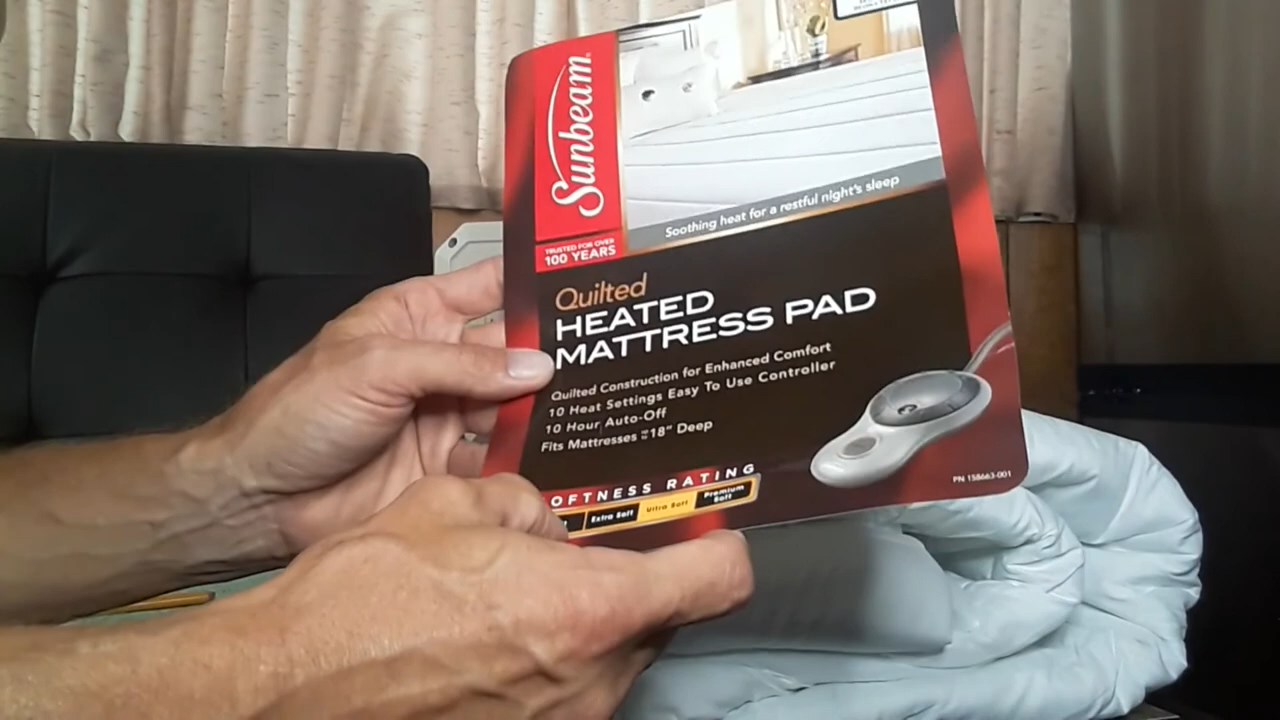 Sunbeam®
TRUSTED FOR OVER
100 YEARS
Soothing heat for a restful night's sleep
Quilted
HEATED
MATTRESS PAD
Quilted Construction for Enhanced Comfort
10 Heat Settings Easy To Use Controller
10 Hour Auto-Off
Fits Mattresses 18" Deep
OFTNESS RATING
Extra Soft Ultra Soft Premium Soft
PN 158663-001